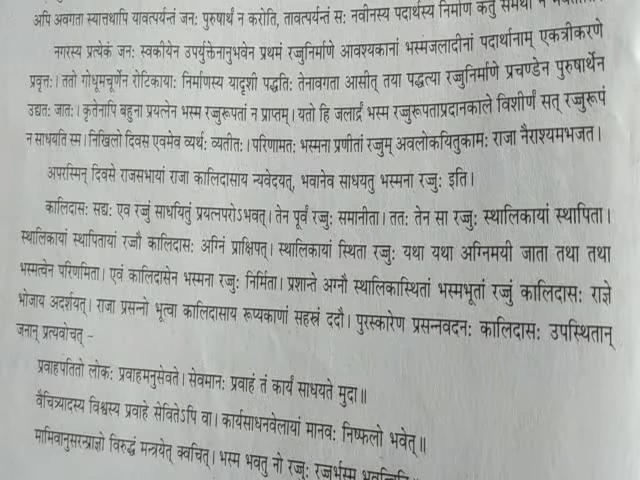 अपि अवगता स्यात्तथापि यावत्पर्यन्तं जनः पुरुषार्थं न करोति, तावत्पर्यन्तं सः नवीनस्य पदार्थस्य निर्माण कर्तुं समर्था न
नगरस्य प्रत्येकं जनः स्वकीयेन उपर्युक्तेनानुभवेन प्रथमं रज्जुनिर्माणे आवश्यकानां भस्मजलादीनां पदार्थानाम् एकत्रीकरणे
प्रवृत्तः। ततो गोधूमचूर्णेन रोटिकायाः निर्माणस्य यादृशी पद्धतिः तेनावगता आसीत् तया पद्धत्या रज्जुनिर्माणे प्रचण्डेन पुरुषार्थेन
उद्यतः जातः। कृतेनापि बहुना प्रयत्नेन भस्म रज्जुरूपतां न प्राप्तम्। यतो हि जलार्द्रं भस्म रज्जुरूपताप्रदानकाले विशीर्णं सत् रज्जुरूपं
न साधयति स्म। निखिलो दिवस एवमेव व्यर्थः व्यतीतः। परिणामतः भस्मना प्रणीतां रज्जुम् अवलोकयितुकामः राजा नैराश्यमभजत।
अपरस्मिन् दिवसे राजसभायां राजा कालिदासाय न्यवेदयत्, भवानेव साधयतु भस्मना रज्जुः इति।
कालिदासः सद्यः एव रज्जुं साधयितुं प्रयत्नपरोऽभवत्। तेन पूर्वं रज्जुः समानीता। ततः तेन सा रज्जुः स्थालिकायां स्थापिता।
स्थालिकायां स्थापितायां रज्जौ कालिदासः अग्निं प्राक्षिपत्। स्थालिकायां स्थिता रज्जुः यथा यथा अग्निमयी जाता तथा तथा
भस्मत्वेन परिणमिता। एवं कालिदासेन भस्मना रज्जुः निर्मिता। प्रशान्ते अग्नौ स्थालिकास्थितां भस्मभूतां रज्जुं कालिदासः राज्ञे
भोजाय अदर्शयत्। राजा प्रसन्नो भूत्वा कालिदासाय रूप्यकाणां सहस्रं ददौ। पुरस्कारेण प्रसन्नवदनः कालिदासः उपस्थितान्
जनान् प्रत्यवोचत् –
प्रवाहपतितो लोकः प्रवाहमनुसेवते। सेवमानः प्रवाहं तं कार्यं साधयते मुदा॥
वैचित्र्यादस्य विश्वस्य प्रवाहे सेवितेऽपि वा। कार्यसाधनवेलायां मानवः निष्फलो भवेत्॥
मामिवानुसरन्प्राज्ञो विरुद्धं मन्त्रयेत् क्वचित्। भस्म भवतु नो रज्जुः